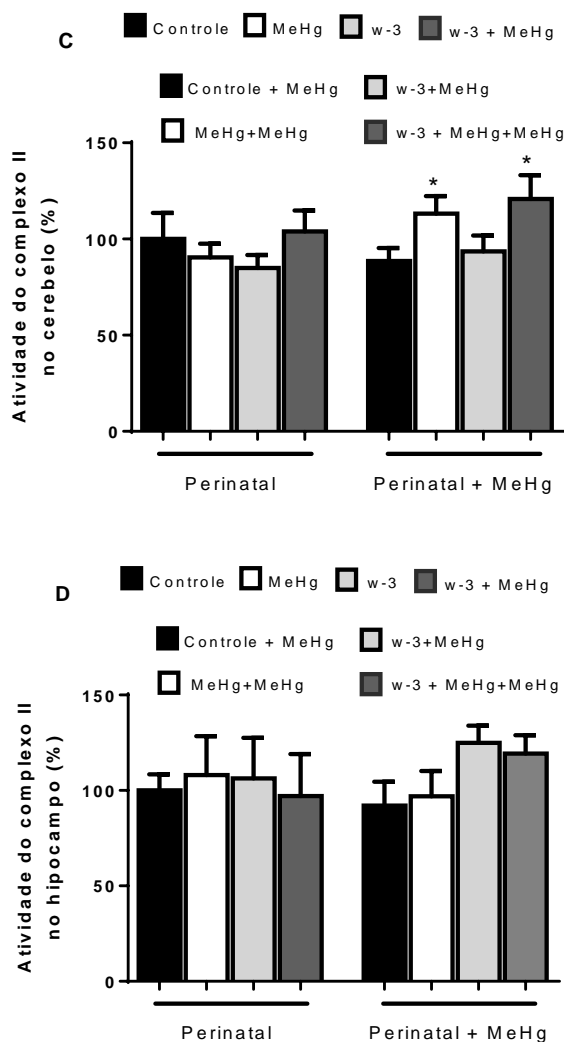 C
Controle MeHg w-3 w-3 + MeHg
Controle + MeHg w-3+MeHg
MeHg+MeHg w-3 + MeHg+MeHg
Atividade do complexo II
no cerebelo (%)
150
100
50
0
* *
Perinatal Perinatal + MeHg
D
Controle MeHg w-3 w-3 + MeHg
Controle + MeHg w-3+MeHg
MeHg+MeHg w-3 + MeHg+MeHg
Atividade do complexo II
no hipocampo (%)
150
100
50
0
Perinatal Perinatal + MeHg